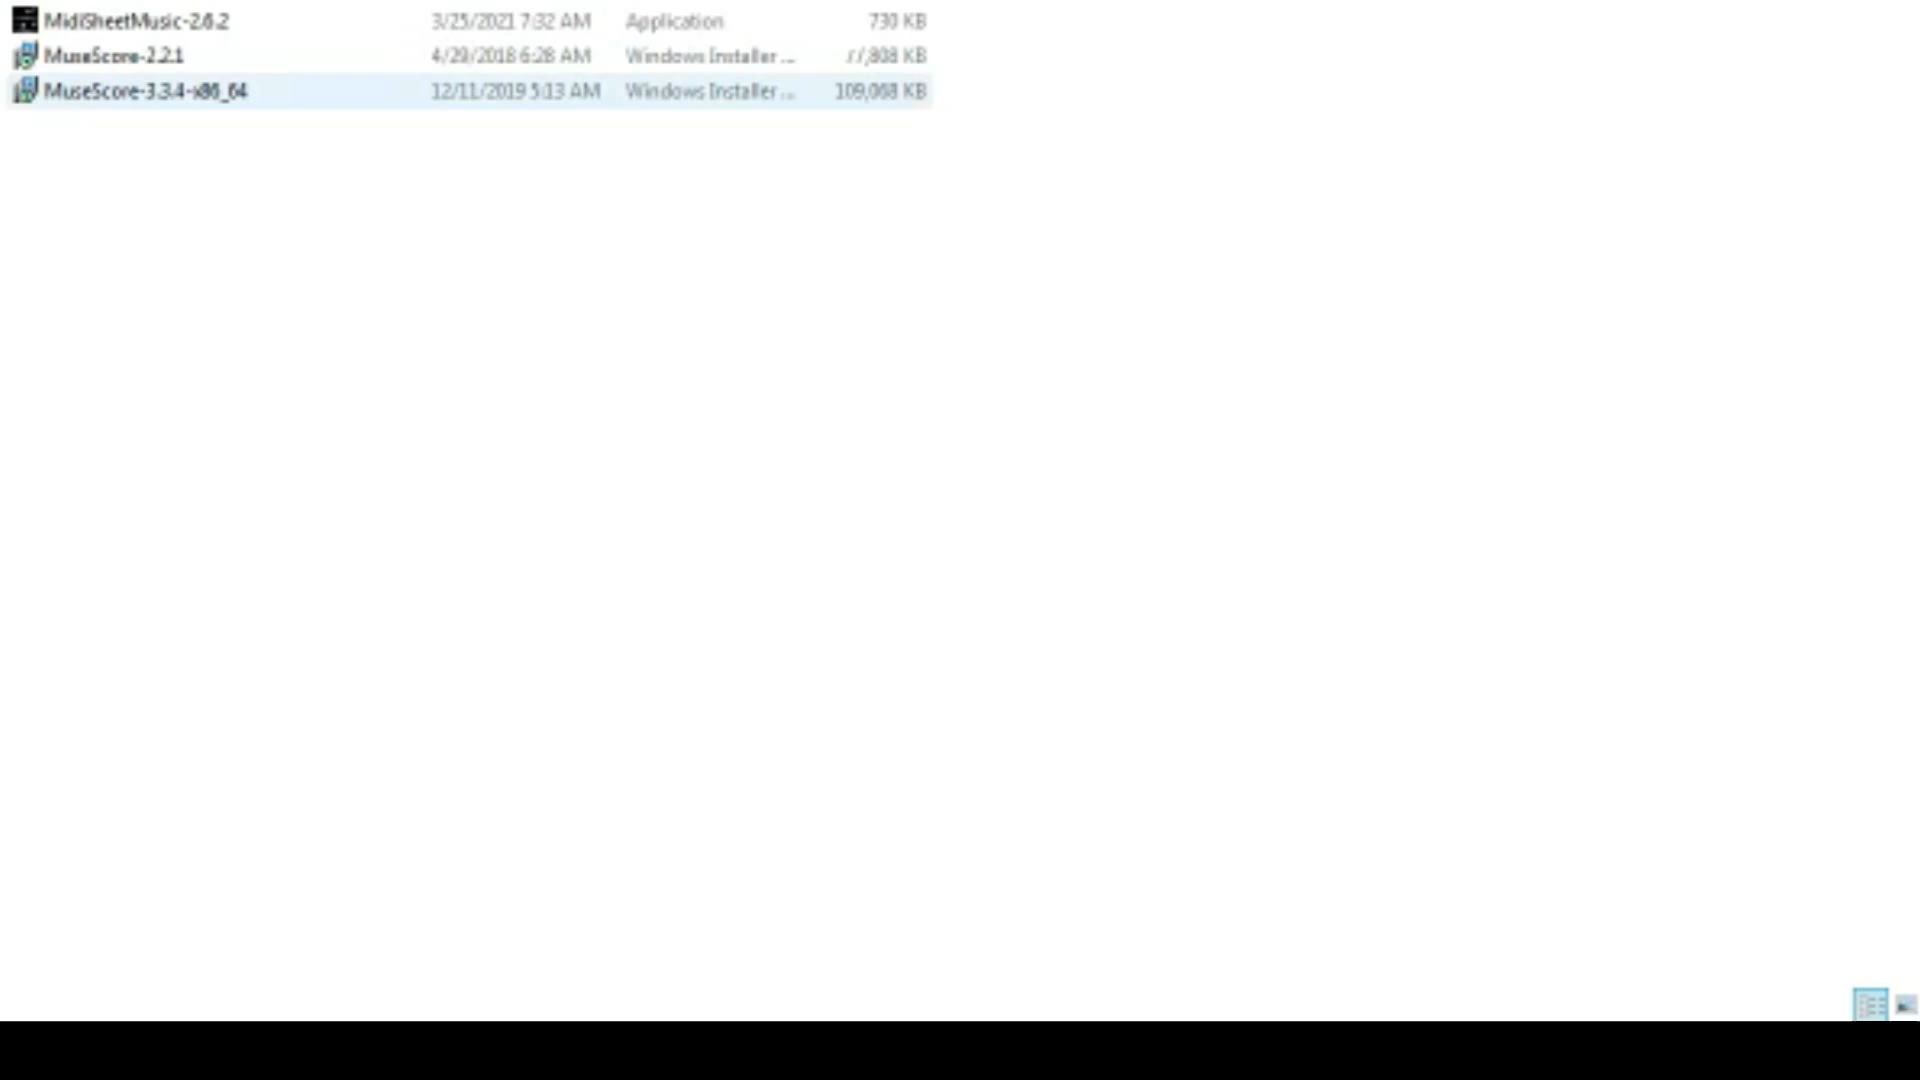 MidiSheetMusic-2.6.2 3/25/2021 7:32 AM Application 730 KB
MuseScore-2.2.1 4/29/2018 6:28 AM Windows Installer ... KB
MuseScore-3.3.4-x86_64 12/11/2019 5:13 AM Windows Installer ... 109,068 KB